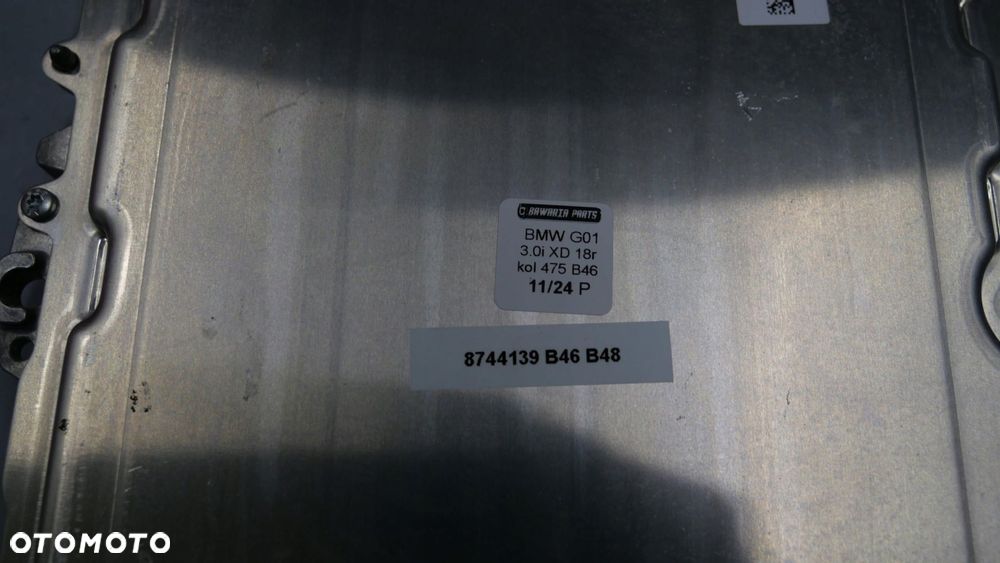 BAWARIA PARTS
BMW G01
3.0i XD 18r
kol 475 B46
11/24 P
8744139 B46 B48
OTOMOTO